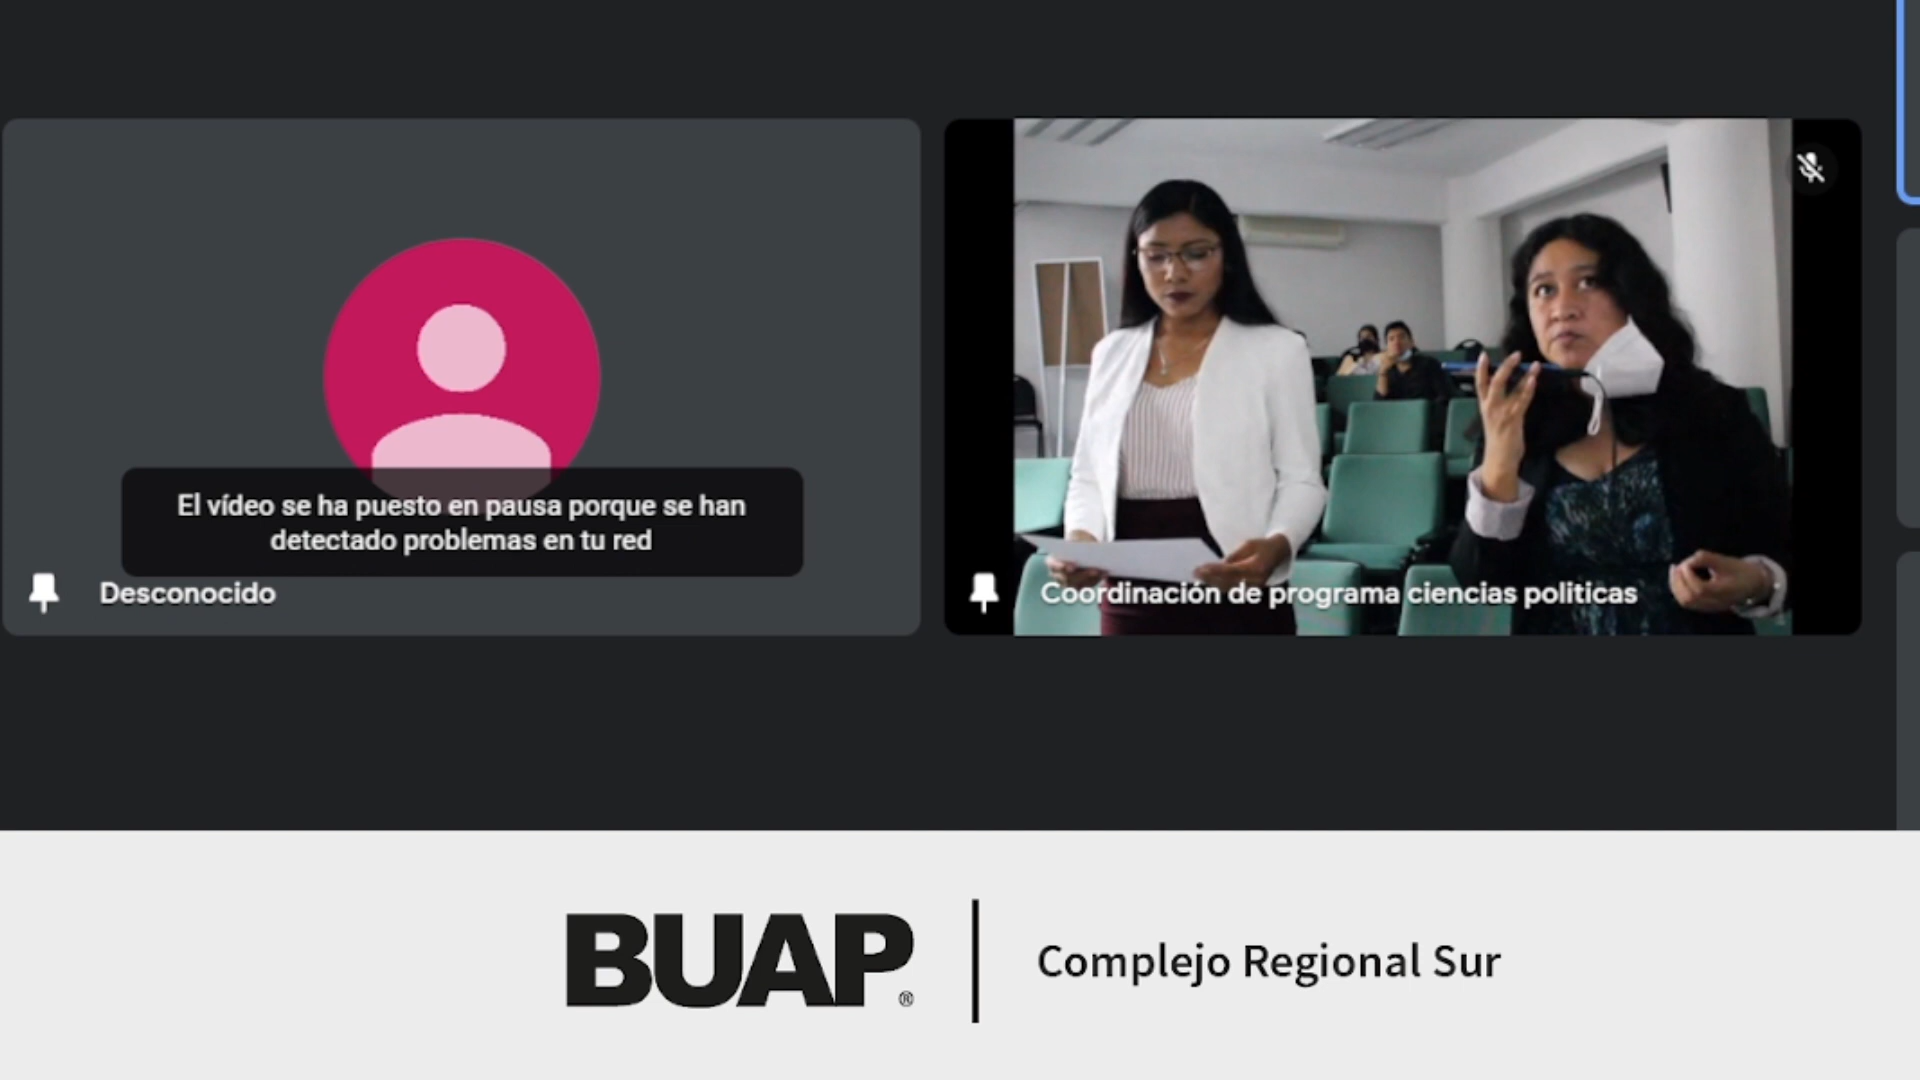 El vídeo se ha puesto en pausa porque se han
detectado problemas en tu red
Desconocido
Coordinación de programa ciencias politicas
BUAP®
Complejo Regional Sur